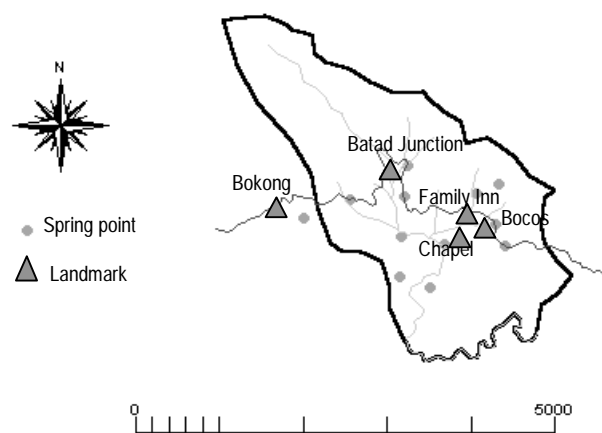 N
Batad Junction
Bokong
Family Inn
Bocos
Chapel
Spring point
Landmark
0 5000